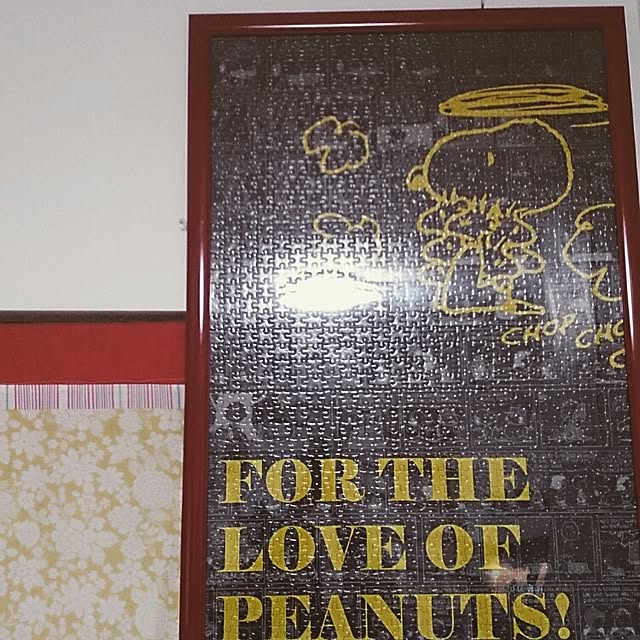 CHOP CHO
FOR THE
LOVE OF
PEANUTS!